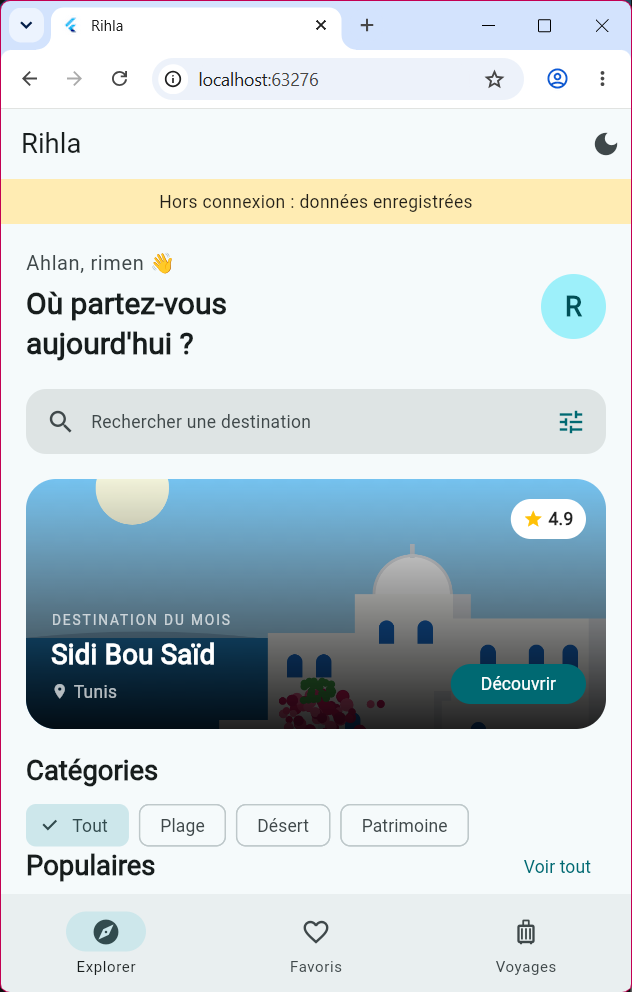 Rihla
localhost:63276
Rihla
Hors connexion : données enregistrées
Ahlan, rimen 👋
Où partez-vous
aujourd'hui ?
R
Rechercher une destination
4.9
DESTINATION DU MOIS
Sidi Bou Saïd
Tunis
Découvrir
Catégories
Tout Plage Désert Patrimoine
Populaires Voir tout
Explorer Favoris Voyages